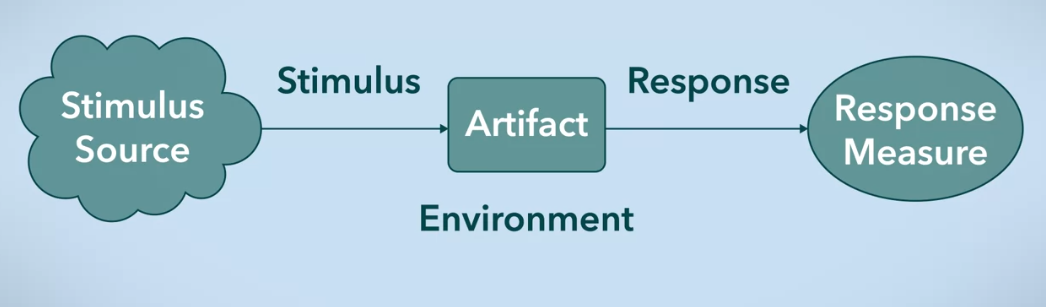 Stimulus
Source
Stimulus
Artifact
Response
Response
Measure
Environment